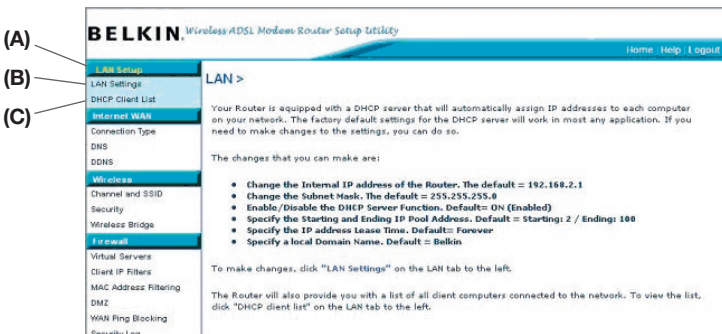 BELKIN. Wireless ADSL Modem Router Setup Utility
Home | Help | Logout
(A)
(B)
(C)
LAN Setup
LAN Settings
DHCP Client List
Internet WAN
Connection Type
DNS
DDNS
Wireless
Channel and SSID
Security
Wireless Bridge
Firewall
Virtual Servers
Client IP Filters
MAC Address Filtering
DMZ
WAN Ping Blocking
Security Log
LAN >
Your Router is equipped with a DHCP server that will automatically assign IP addresses to each computer
on your network. The factory default settings for the DHCP server will work in most any application. If you
need to make changes to the settings, you can do so.
The changes that you can make are:
• Change the Internal IP address of the Router. The default = 192.168.2.1
• Change the Subnet Mask. The default = 255.255.255.0
• Enable/Disable the DHCP Server Function. Default= ON (Enabled)
• Specify the Starting and Ending IP Pool Address. Default = Starting: 2 / Ending: 100
• Specify the IP address Lease Time. Default= Forever
• Specify a local Domain Name. Default = Belkin
To make changes, click "LAN Settings" on the LAN tab to the left.
The Router will also provide you with a list of all client computers connected to the network. To view the list,
click "DHCP client list" on the LAN tab to the left.